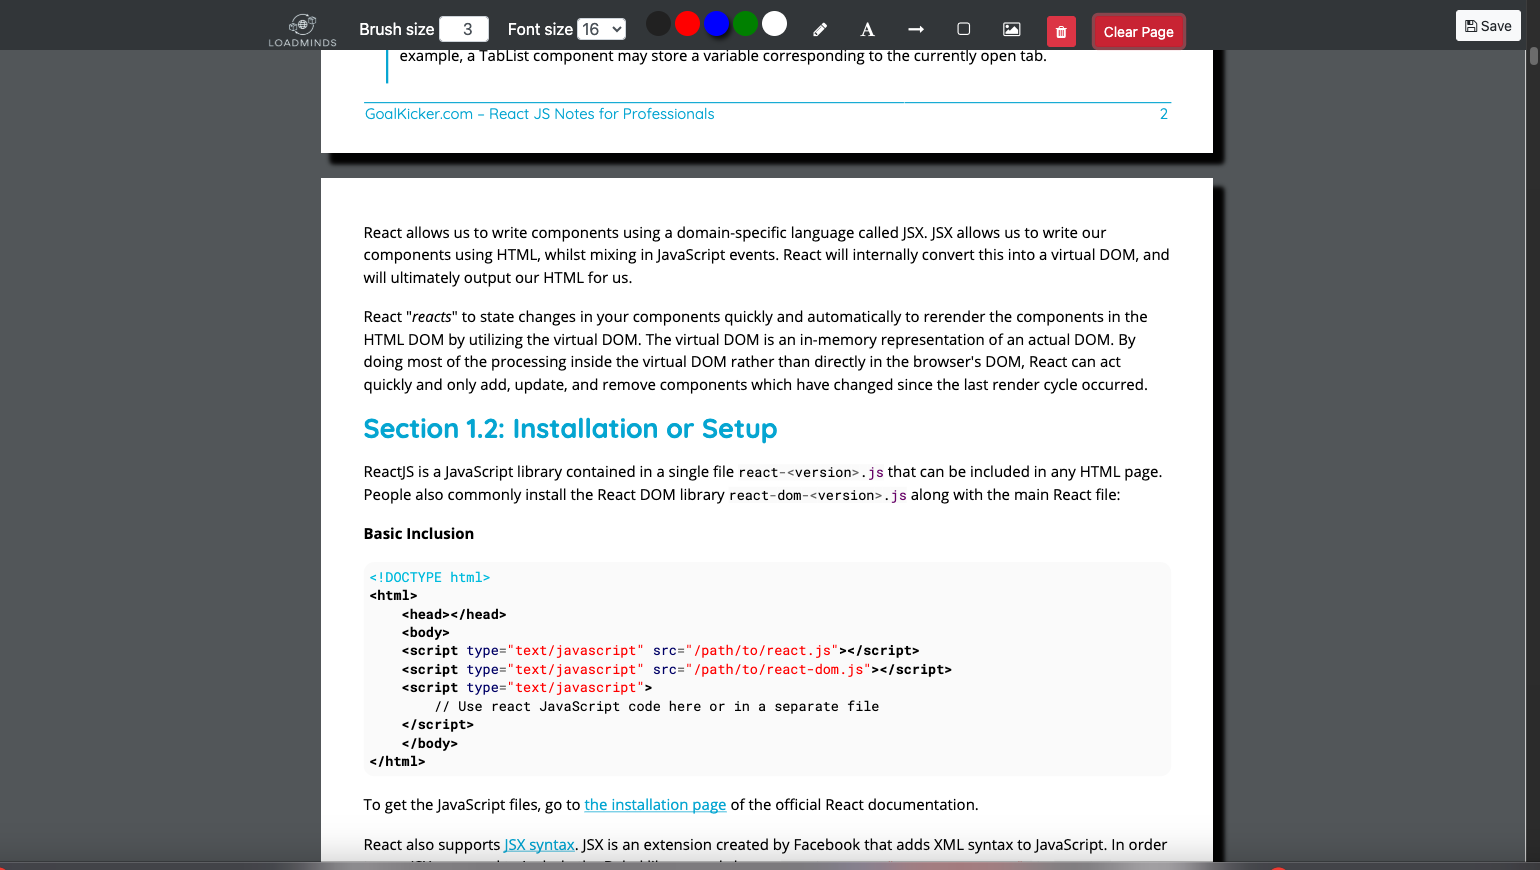 LOADMINDS
Brush size 3 Font size 16 A Clear Page Save
example, a TabList component may store a variable corresponding to the currently open tab.
GoalKicker.com – React JS Notes for Professionals 2
React allows us to write components using a domain-specific language called JSX. JSX allows us to write our
components using HTML, whilst mixing in JavaScript events. React will internally convert this into a virtual DOM, and
will ultimately output our HTML for us.
React "reacts" to state changes in your components quickly and automatically to rerender the components in the
HTML DOM by utilizing the virtual DOM. The virtual DOM is an in-memory representation of an actual DOM. By
doing most of the processing inside the virtual DOM rather than directly in the browser's DOM, React can act
quickly and only add, update, and remove components which have changed since the last render cycle occurred.
Section 1.2: Installation or Setup
ReactJS is a JavaScript library contained in a single file react-<version>.js that can be included in any HTML page.
People also commonly install the React DOM library react-dom-<version>.js along with the main React file:
Basic Inclusion
<!DOCTYPE html>
<html>
    <head></head>
    <body>
    <script type="text/javascript" src="/path/to/react.js"></script>
    <script type="text/javascript" src="/path/to/react-dom.js"></script>
    <script type="text/javascript">
        // Use react JavaScript code here or in a separate file
    </script>
    </body>
</html>
To get the JavaScript files, go to the installation page of the official React documentation.
React also supports JSX syntax. JSX is an extension created by Facebook that adds XML syntax to JavaScript. In order